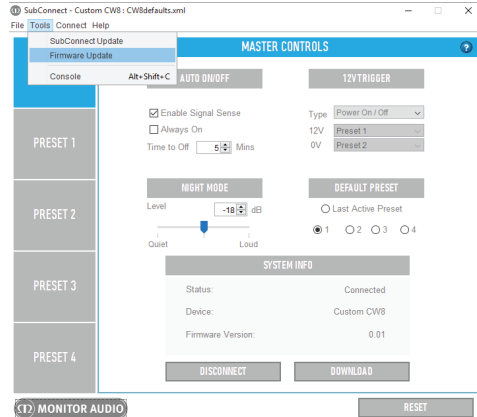 SubConnect - Custom CW8 : CW8defaults.xml
File Tools Connect Help
SubConnect Update
Firmware Update
Console Alt+Shift+C
MASTER CONTROLS
?
AUTO ON/OFF
Enable Signal Sense
Always On
Time to Off 5 Mins
12V TRIGGER
Type Power On / Off
12V Preset 1
0V Preset 2
PRESET 1
PRESET 2
PRESET 3
PRESET 4
NIGHT MODE
Level -18 dB
Quiet Loud
DEFAULT PRESET
Last Active Preset
1 2 3 4
SYSTEM INFO
Status: Connected
Device: Custom CW8
Firmware Version: 0.01
DISCONNECT DOWNLOAD
MONITOR AUDIO
RESET